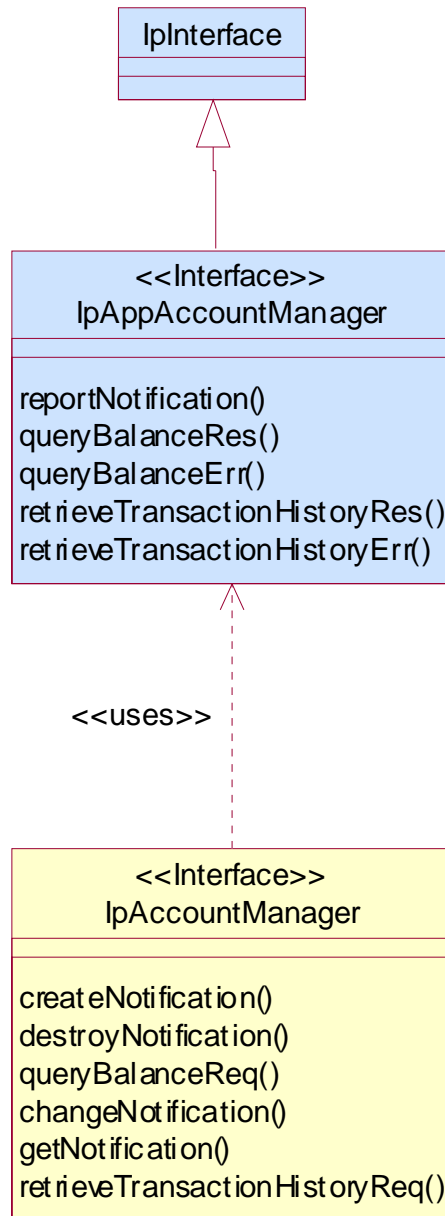 IpInterface
<<Interface>>
IpAppAccountManager
reportNotification()
queryBalanceRes()
queryBalanceErr()
retrieveTransactionHistoryRes()
retrieveTransactionHistoryErr()
<<uses>>
<<Interface>>
IpAccountManager
createNotification()
destroyNotification()
queryBalanceReq()
changeNotification()
getNotification()
retrieveTransactionHistoryReq()